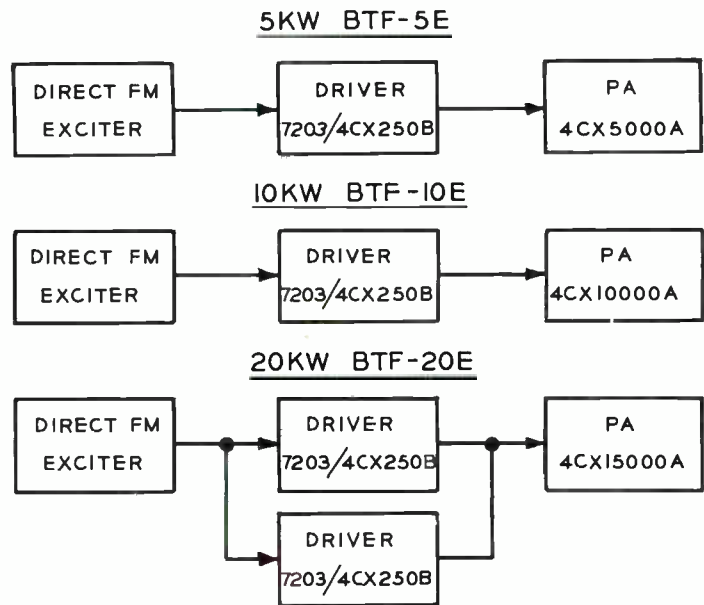 5KW BTF-5E
DIRECT FM
EXCITER
DRIVER
7203/4CX250B
PA
4CX5000A
10KW BTF-10E
DIRECT FM
EXCITER
DRIVER
7203/4CX250B
PA
4CX10000A
20KW BTF-20E
DIRECT FM
EXCITER
DRIVER
7203/4CX250B
PA
4CX15000A
DRIVER
7203/4CX250B